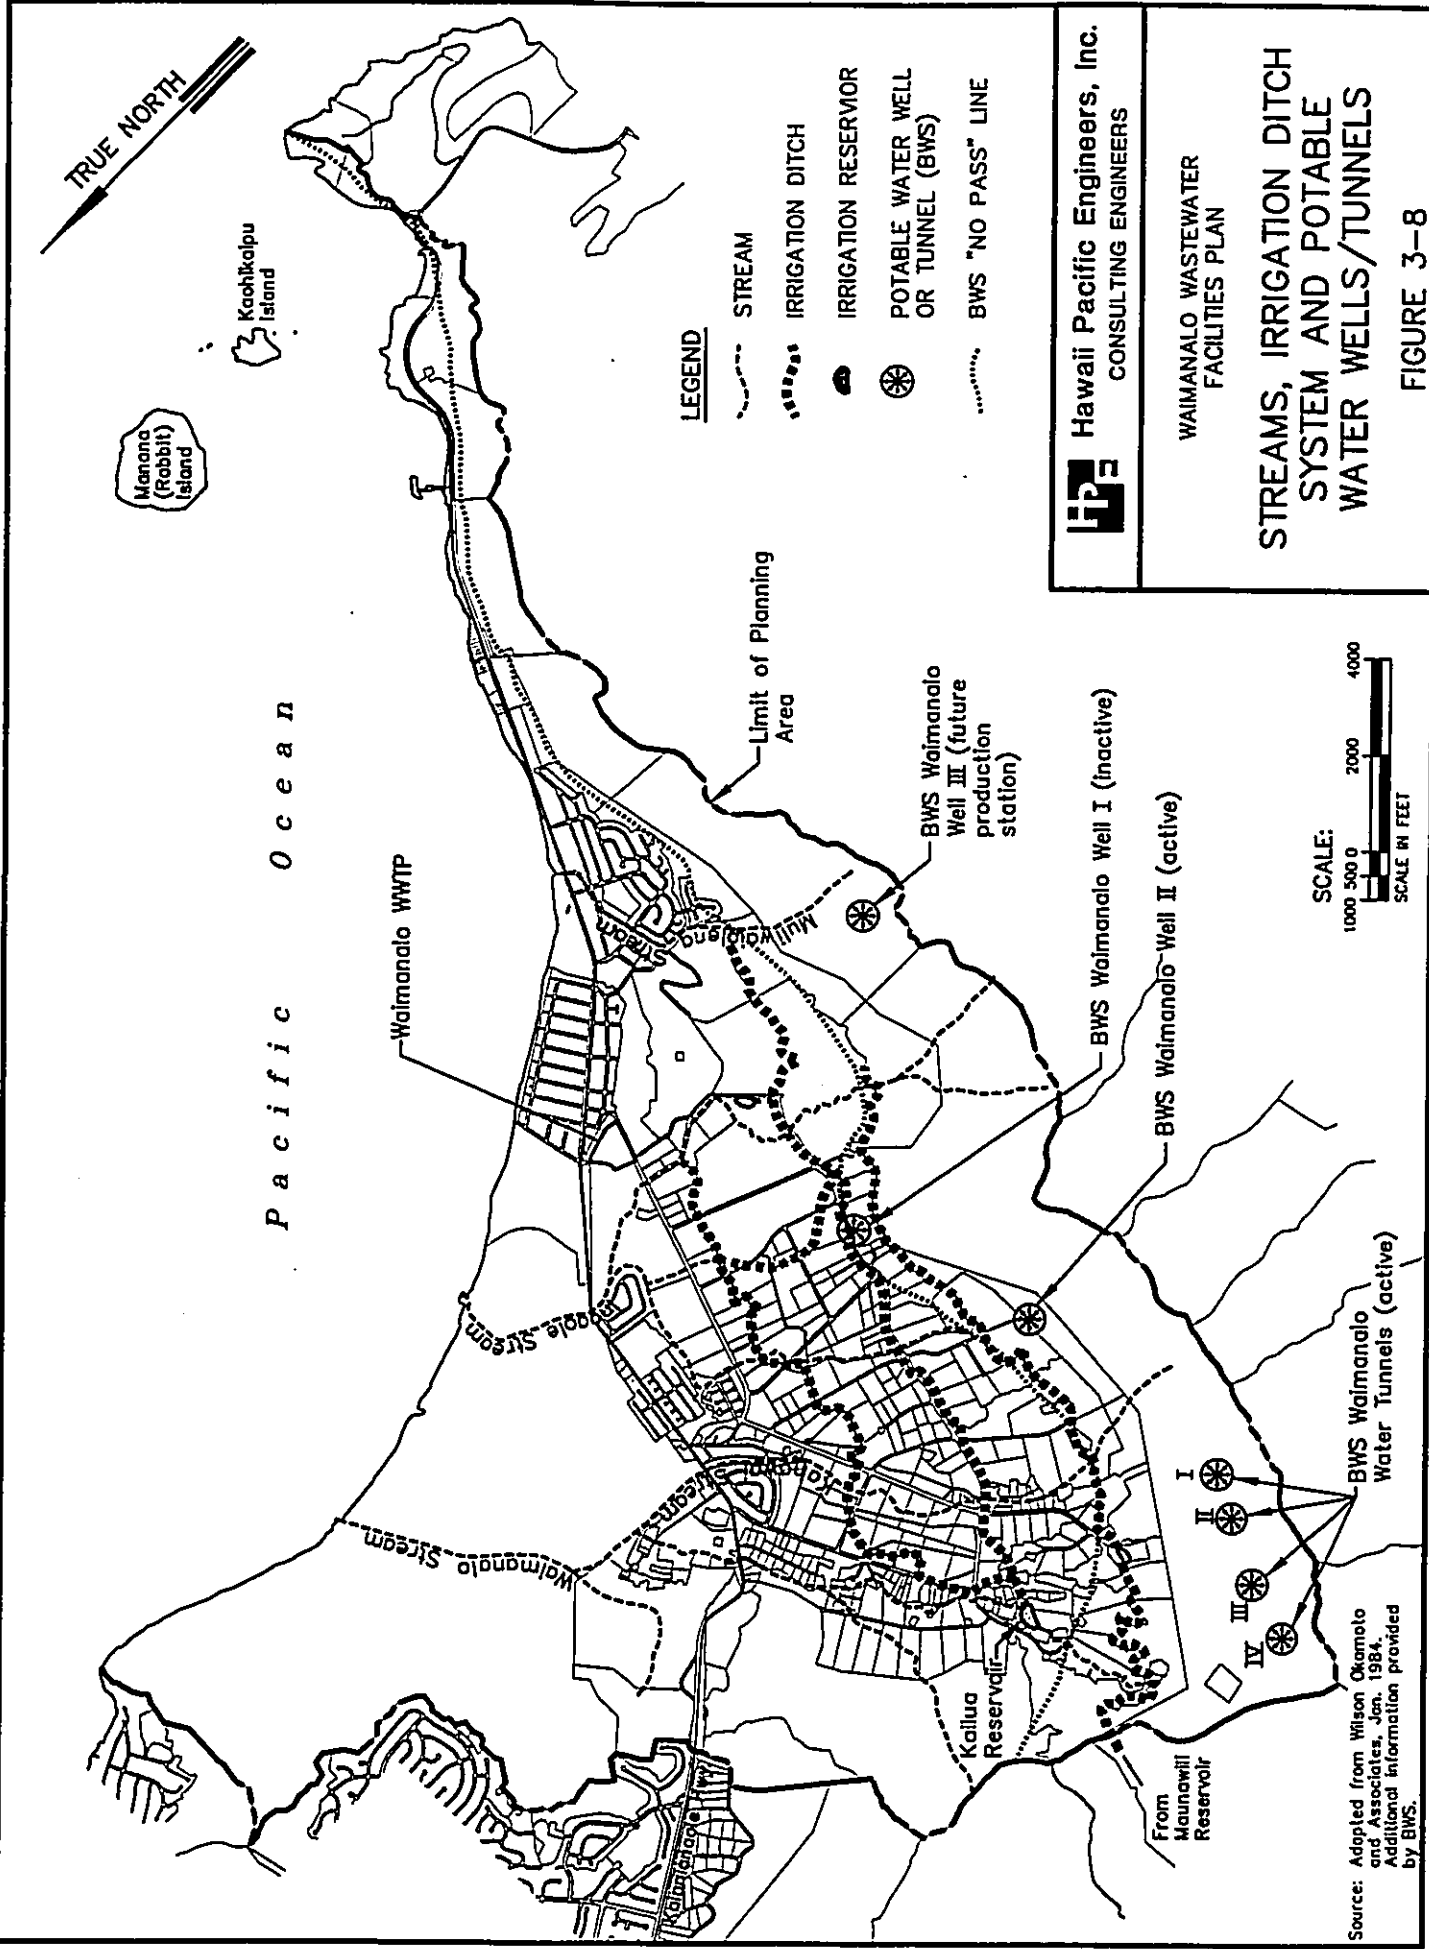 TRUE NORTH
Kaohikaipu
Island
Manana
(Rabbit)
Island
Pacific Ocean
LEGEND
STREAM
IRRIGATION DITCH
IRRIGATION RESERVOIR
POTABLE WATER WELL
OR TUNNEL (BWS)
BWS "NO PASS" LINE
Limit of Planning
Area
Waimanalo WWTP
BWS Waimanalo
Well III (future
production
station)
BWS Waimanalo Well I (inactive)
BWS Waimanalo Well II (active)
BWS Waimanalo
Water Tunnels (active)
I
II
III
IV
Muliwaiolena
Stream
Stream
Kahawai
Stream
Waimanalo
Stream
Kailua
Reservoir
From
Maunawili
Reservoir
Kalanianaole
SCALE:
1000 500 0 2000 4000
SCALE IN FEET
Source: Adapted from Wilson Okamoto
and Associates, Jan. 1984.
Additional information provided
by BWS.
Hawaii Pacific Engineers, Inc.
CONSULTING ENGINEERS
WAIMANALO WASTEWATER
FACILITIES PLAN
STREAMS, IRRIGATION DITCH
SYSTEM AND POTABLE
WATER WELLS/TUNNELS
FIGURE 3-8